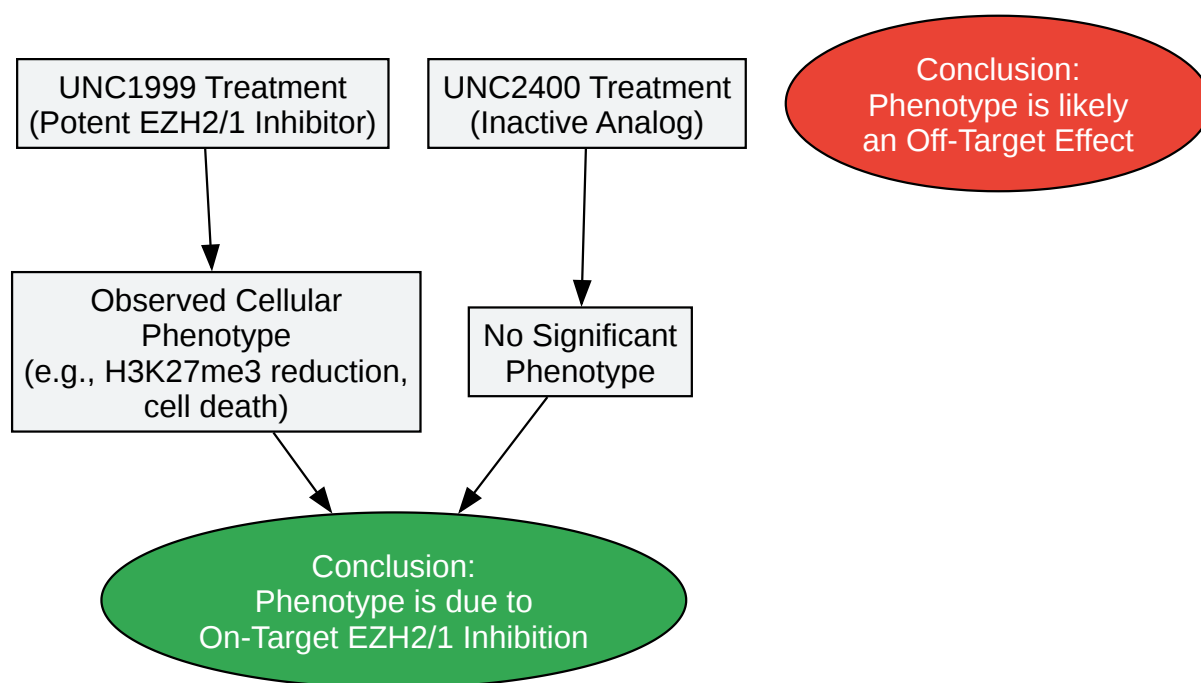 UNC1999 Treatment
(Potent EZH2/1 Inhibitor)
UNC2400 Treatment
(Inactive Analog)
Conclusion:
Phenotype is likely
an Off-Target Effect
Observed Cellular
Phenotype
(e.g., H3K27me3 reduction,
cell death)
No Significant
Phenotype
Conclusion:
Phenotype is due to
On-Target EZH2/1 Inhibition